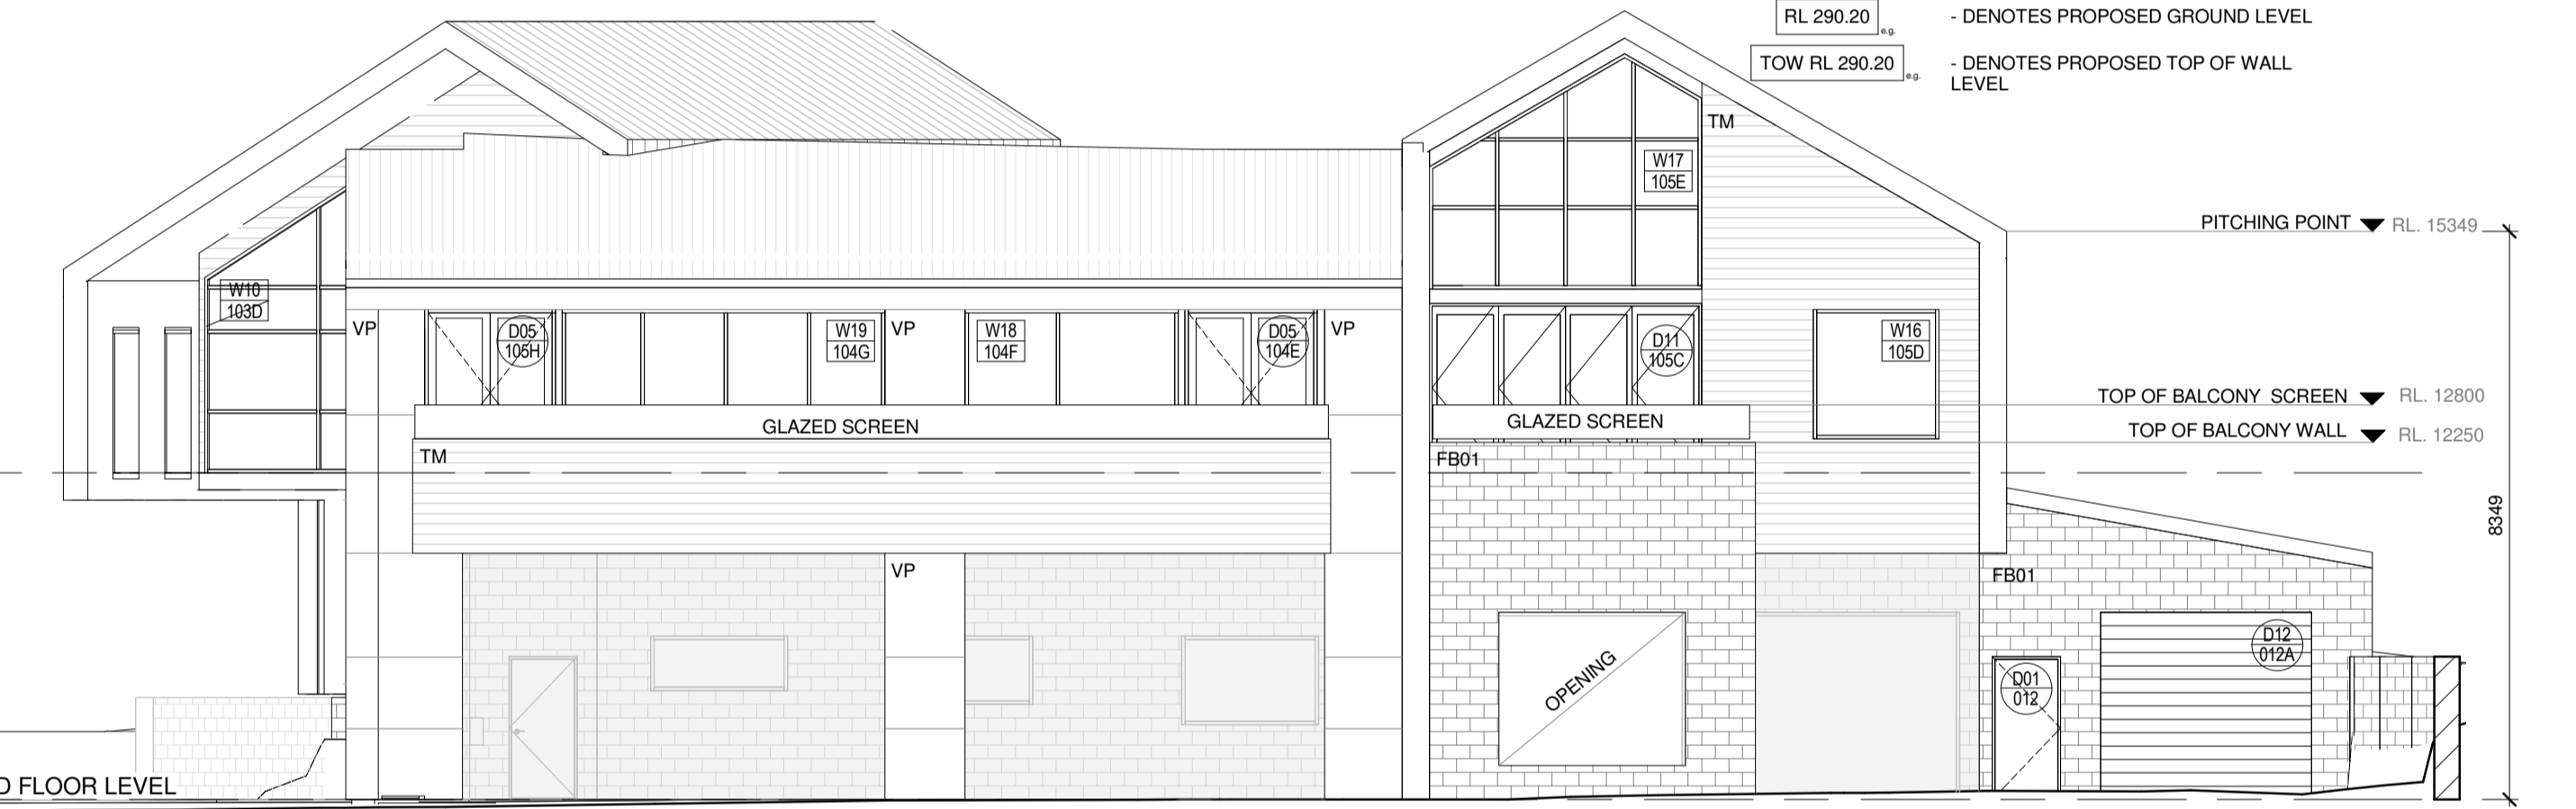 RL 290.20
e.g.
- DENOTES PROPOSED GROUND LEVEL
TOW RL 290.20
e.g.
- DENOTES PROPOSED TOP OF WALL
LEVEL
TM
W17
105E
PITCHING POINT
RL. 15349
W10
103D
VP
D05
105H
W19
104G
VP
W18
104F
D05
104E
VP
D11
105C
W16
105D
TOP OF BALCONY SCREEN
RL. 12800
GLAZED SCREEN
GLAZED SCREEN
TOP OF BALCONY WALL
RL. 12250
TM
FB01
8349
VP
FB01
OPENING
D12
012A
D01
012
D FLOOR LEVEL